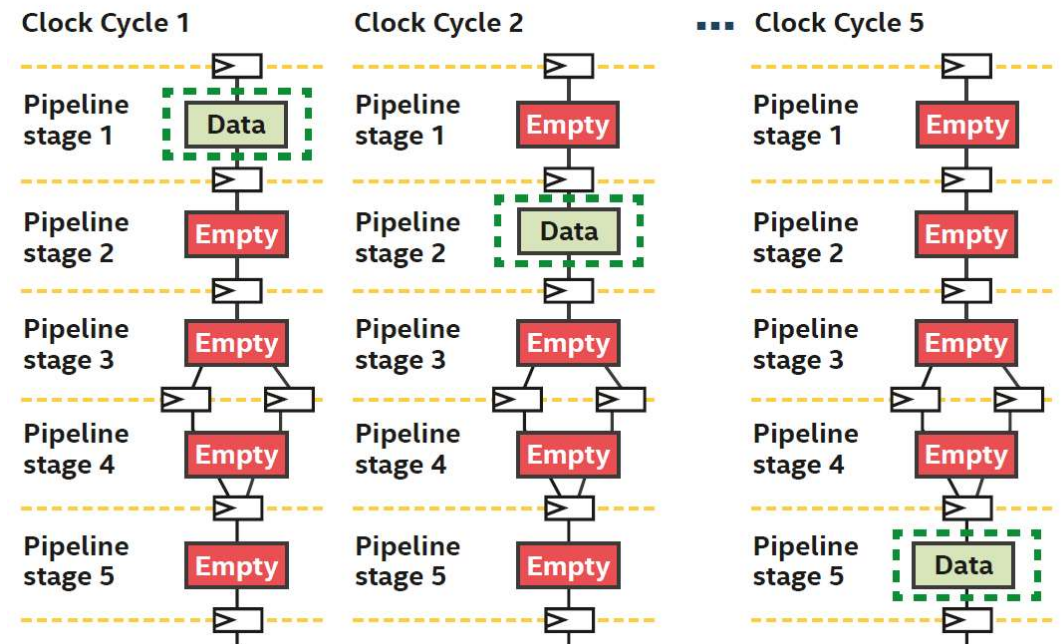 Clock Cycle 1
Pipeline
stage 1
Data
Pipeline
stage 2
Empty
Pipeline
stage 3
Empty
Pipeline
stage 4
Empty
Pipeline
stage 5
Empty
Clock Cycle 2
Pipeline
stage 1
Empty
Pipeline
stage 2
Data
Pipeline
stage 3
Empty
Pipeline
stage 4
Empty
Pipeline
stage 5
Empty
...
Clock Cycle 5
Pipeline
stage 1
Empty
Pipeline
stage 2
Empty
Pipeline
stage 3
Empty
Pipeline
stage 4
Empty
Pipeline
stage 5
Data